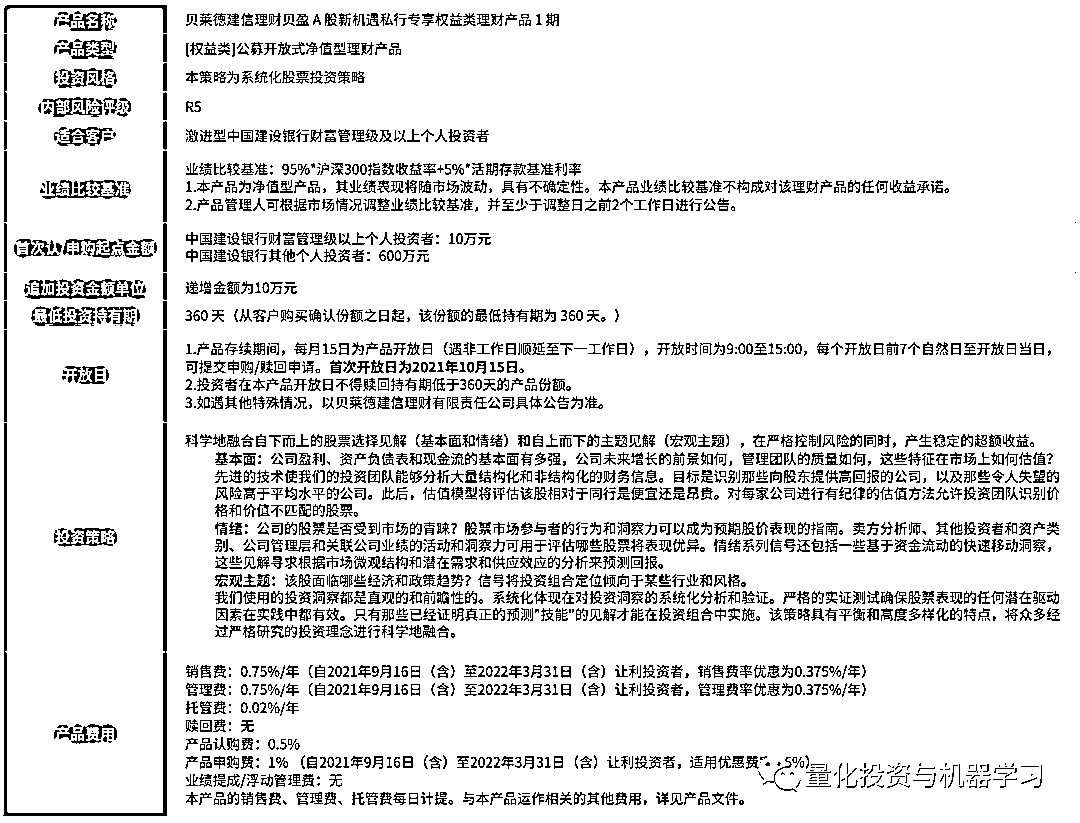 产品名称
贝莱德建信理财贝盈A股新机遇私行专享权益类理财产品1期
产品类型
[权益类]公募开放式净值型理财产品
投资风格
本策略为系统化股票投资策略
内部风险评级
R5
适合客户
激进型中国建设银行财富管理级及以上个人投资者
业绩比较基准
业绩比较基准：95%*沪深300指数收益率+5%*活期存款基准利率
1.本产品为净值型产品，其业绩表现将随市场波动，具有不确定性。本产品业绩比较基准不构成对该理财产品的任何收益承诺。
2.产品管理人可根据市场情况调整业绩比较基准，并至少于调整日之前2个工作日进行公告。
首次认/申购起点金额
中国建设银行财富管理级以上个人投资者：10万元
中国建设银行其他个人投资者：600万元
追加投资金额单位
递增金额为10万元
最低投资持有期
360 天（从客户购买确认份额之日起，该份额的最低持有期为 360 天。）
开放日
1.产品存续期间，每月15日为产品开放日（遇非工作日顺延至下一工作日），开放时间为9:00至15:00，每个开放日前7个自然日至开放日当日，
可提交申购/赎回申请。首次开放日为2021年10月15日。
2.投资者在本产品开放日不得赎回持有期低于360天的产品份额。
3.如遇其他特殊情况，以贝莱德建信理财有限责任公司具体公告为准。
投资策略
科学地融合自下而上的股票选择见解（基本面和情绪）和自上而下的主题见解（宏观主题），在严格控制风险的同时，产生稳定的超额收益。
基本面：公司盈利、资产负债表和现金流的基本面有多强，公司未来增长的前景如何，管理团队的质量如何，这些特征在市场上如何估值？
先进的技术使我们的投资团队能够分析大量结构化和非结构化的财务信息。目标是识别那些向股东提供高回报的公司，以及那些令人失望的
风险高于平均水平的公司。此后，估值模型将评估该股相对于同行是便宜还是昂贵。对每家公司进行有纪律的估值方法允许投资团队识别价
格和价值不匹配的股票。
情绪：公司的股票是否受到市场的青睐？股票市场参与者的行为和洞察力可以成为预期股价表现的指南。卖方分析师、其他投资者和资产类
别、公司管理层和关联公司业绩的活动和洞察力可用于评估哪些股票将表现优异。情绪系列信号还包括一些基于资金流动的快速移动洞察，
这些见解寻求根据市场微观结构和潜在需求和供应效应的分析来预测回报。
宏观主题：该股面临哪些经济和政策趋势？信号将投资组合定位倾向于某些行业和风格。
我们使用的投资洞察都是直观的和前瞻性的。系统化体现在对投资洞察的系统化分析和验证。严格的实证测试确保股票表现的任何潜在驱动
因素在实践中都有效。只有那些已经证明真正的预测"技能"的见解才能在投资组合中实施。该策略具有平衡和高度多样化的特点，将众多经
过严格研究的投资理念进行科学地融合。
产品费用
销售费：0.75%/年（自2021年9月16日（含）至2022年3月31日（含）让利投资者，销售费率优惠为0.375%/年）
管理费：0.75%/年（自2021年9月16日（含）至2022年3月31日（含）让利投资者，管理费率优惠为0.375%/年）
托管费：0.02%/年
赎回费：无
产品认购费：0.5%
产品申购费：1%（自2021年9月16日（含）至2022年3月31日（含）让利投资者，适用优惠费 5%）
业绩提成/浮动管理费：无
本产品的销售费、管理费、托管费每日计提。与本产品运作相关的其他费用，详见产品文件。
量化投资与机器学习